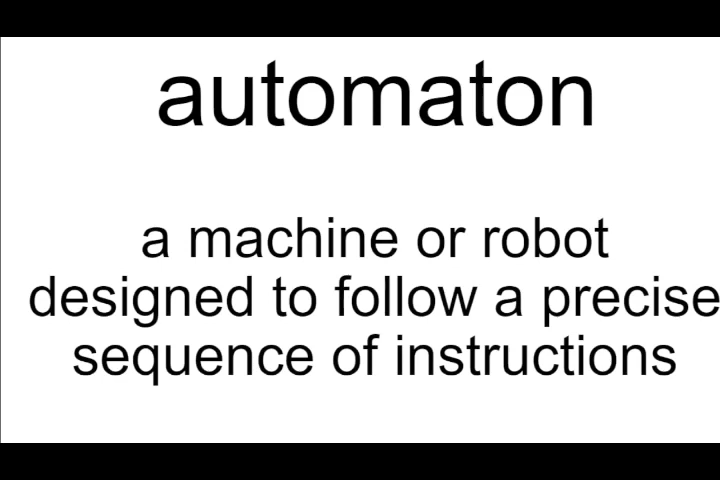 automaton
a machine or robot
designed to follow a precise
sequence of instructions